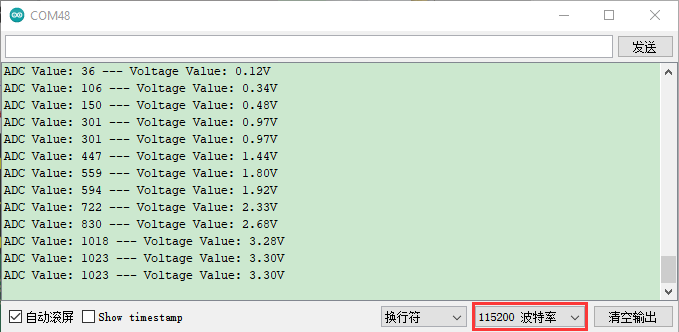 COM48
发送
ADC Value: 36 --- Voltage Value: 0.12V
ADC Value: 106 --- Voltage Value: 0.34V
ADC Value: 150 --- Voltage Value: 0.48V
ADC Value: 301 --- Voltage Value: 0.97V
ADC Value: 301 --- Voltage Value: 0.97V
ADC Value: 447 --- Voltage Value: 1.44V
ADC Value: 559 --- Voltage Value: 1.80V
ADC Value: 594 --- Voltage Value: 1.92V
ADC Value: 722 --- Voltage Value: 2.33V
ADC Value: 830 --- Voltage Value: 2.68V
ADC Value: 1018 --- Voltage Value: 3.28V
ADC Value: 1023 --- Voltage Value: 3.30V
ADC Value: 1023 --- Voltage Value: 3.30V
自动滚屏 Show timestamp 换行符 115200 波特率 清空输出